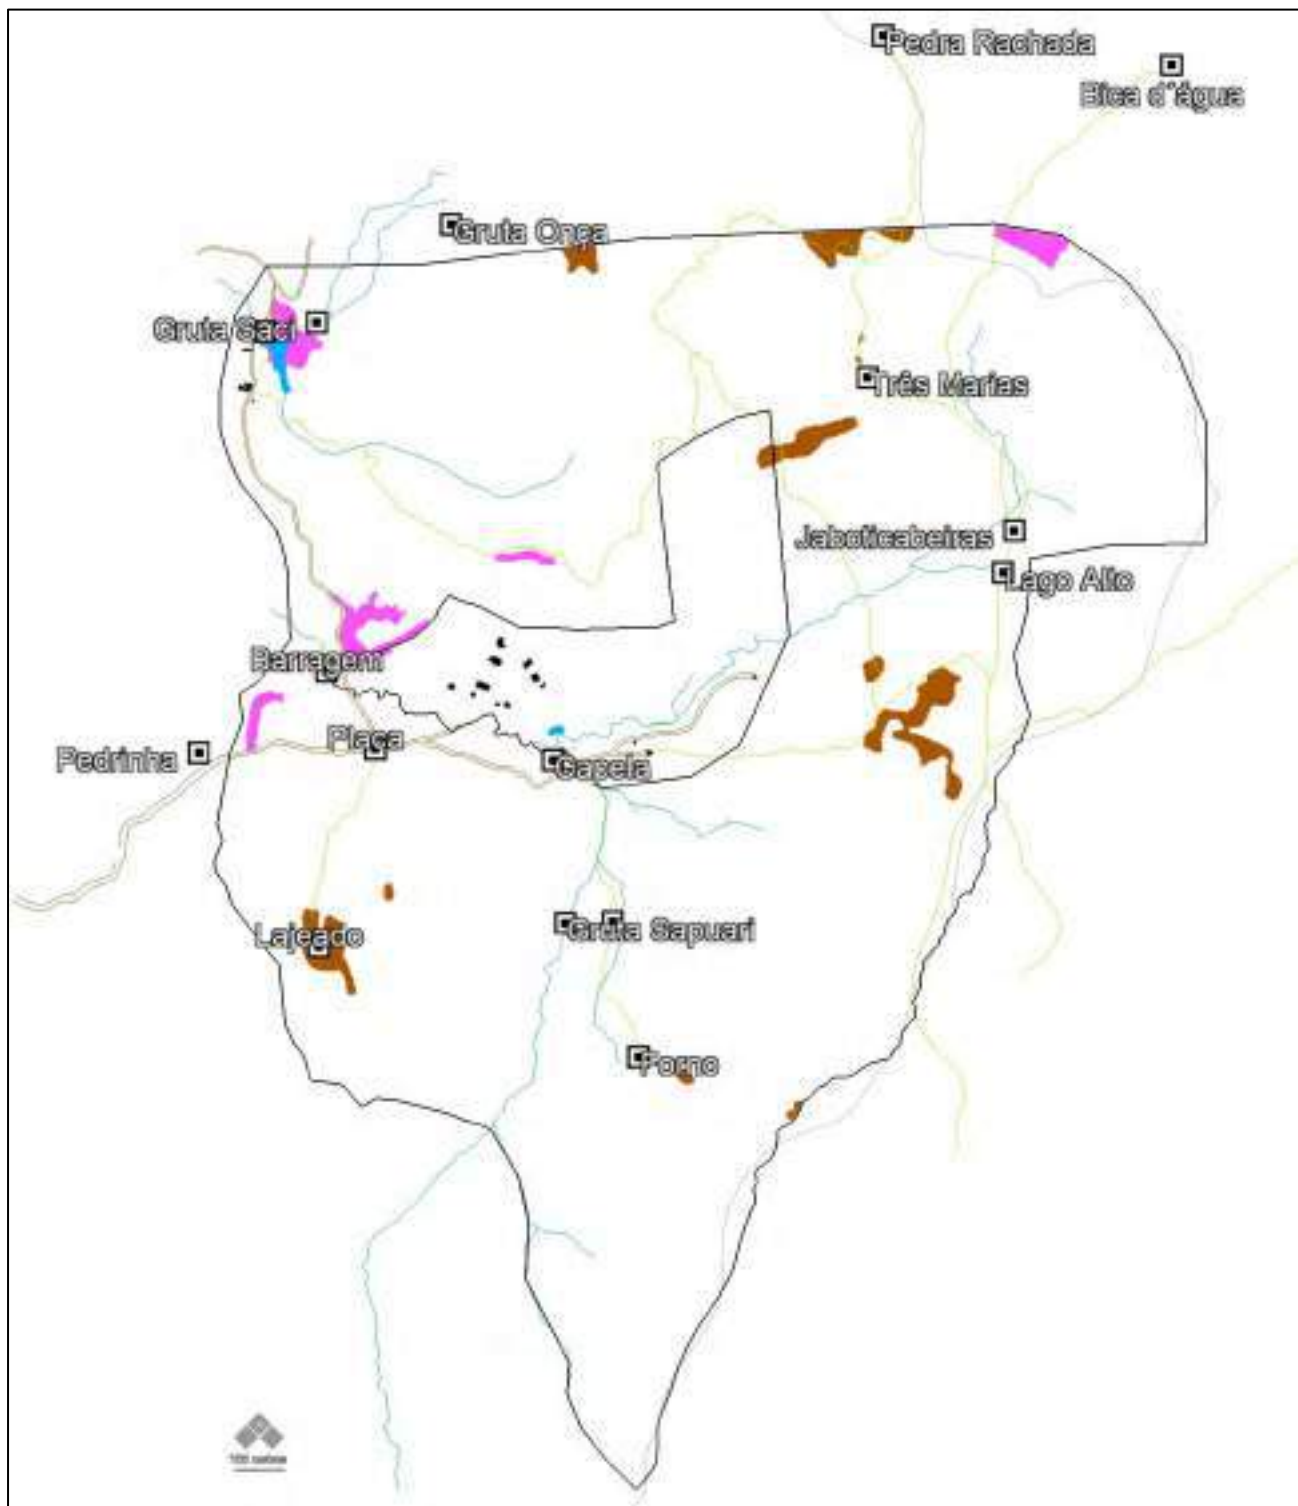 Pedra Rachada
Bica d'água
Gruta Onça
Gruta Saci
Três Marias
Jaboticabeiras
Lago Alto
Barragem
Placa
Pedrinha
Capela
Lajeado
Gruta Sapuari
Forno